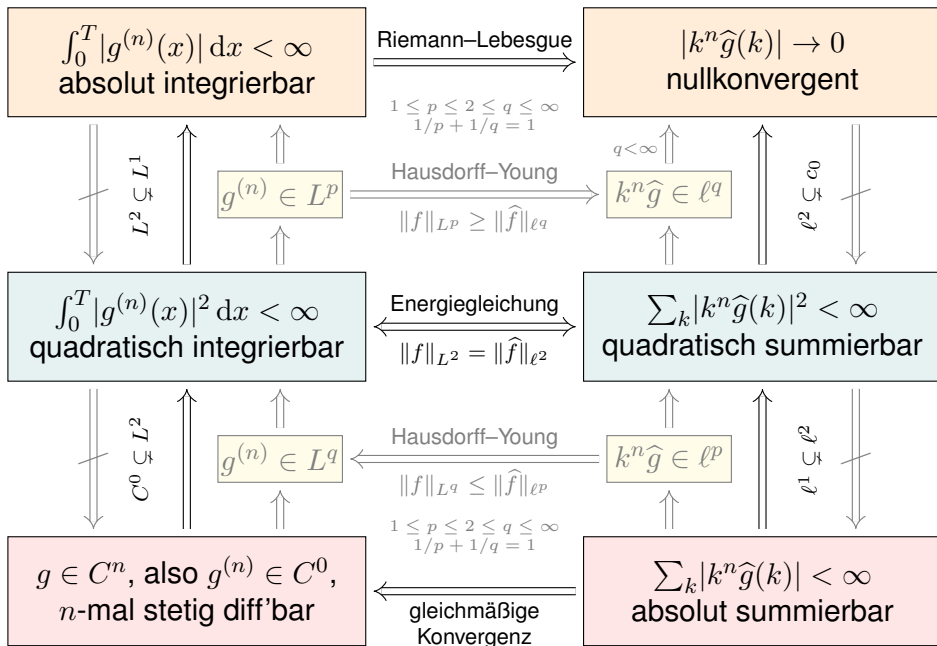 ∫₀ᵀ|g⁽ⁿ⁾(x)| dx < ∞
absolut integrierbar
Riemann–Lebesgue
|kⁿĝ(k)| → 0
nullkonvergent
1 ≤ p ≤ 2 ≤ q ≤ ∞
1/p + 1/q = 1
L² ⊊ L¹
g⁽ⁿ⁾ ∈ Lᵖ
Hausdorff–Young
‖f‖_{L^p} ≥ ‖f̂‖_{ℓ^q}
q<∞
kⁿĝ ∈ ℓ^q
ℓ² ⊊ c₀
∫₀ᵀ|g⁽ⁿ⁾(x)|² dx < ∞
quadratisch integrierbar
Energiegleichung
‖f‖_{L²} = ‖f̂‖_{ℓ²}
∑ₖ|kⁿĝ(k)|² < ∞
quadratisch summierbar
C⁰ ⊊ L²
g⁽ⁿ⁾ ∈ L^q
Hausdorff–Young
‖f‖_{L^q} ≤ ‖f̂‖_{ℓ^p}
kⁿĝ ∈ ℓᵖ
ℓ¹ ⊊ ℓ²
1 ≤ p ≤ 2 ≤ q ≤ ∞
1/p + 1/q = 1
g ∈ Cⁿ, also g⁽ⁿ⁾ ∈ C⁰,
n-mal stetig diff'bar
gleichmäßige
Konvergenz
∑ₖ|kⁿĝ(k)| < ∞
absolut summierbar